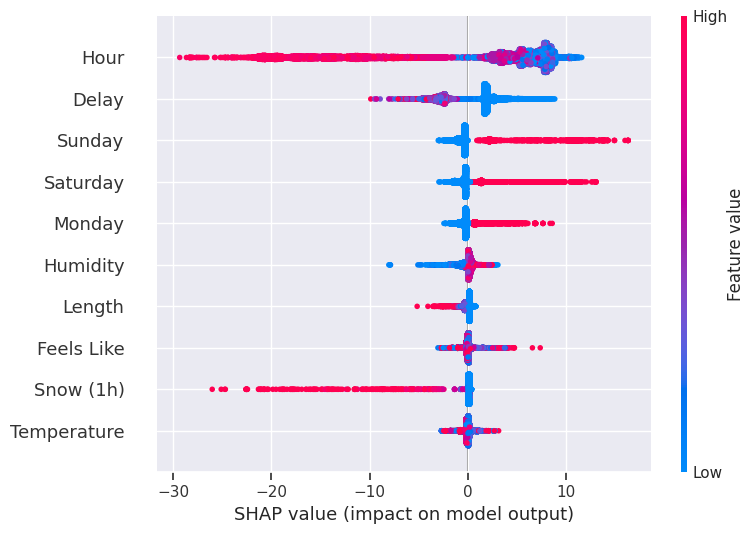 High
Hour
Delay
Sunday
Saturday
Monday
Humidity
Length
Feels Like
Snow (1h)
Temperature
Feature value
Low
−30
−20
−10
0
10
SHAP value (impact on model output)